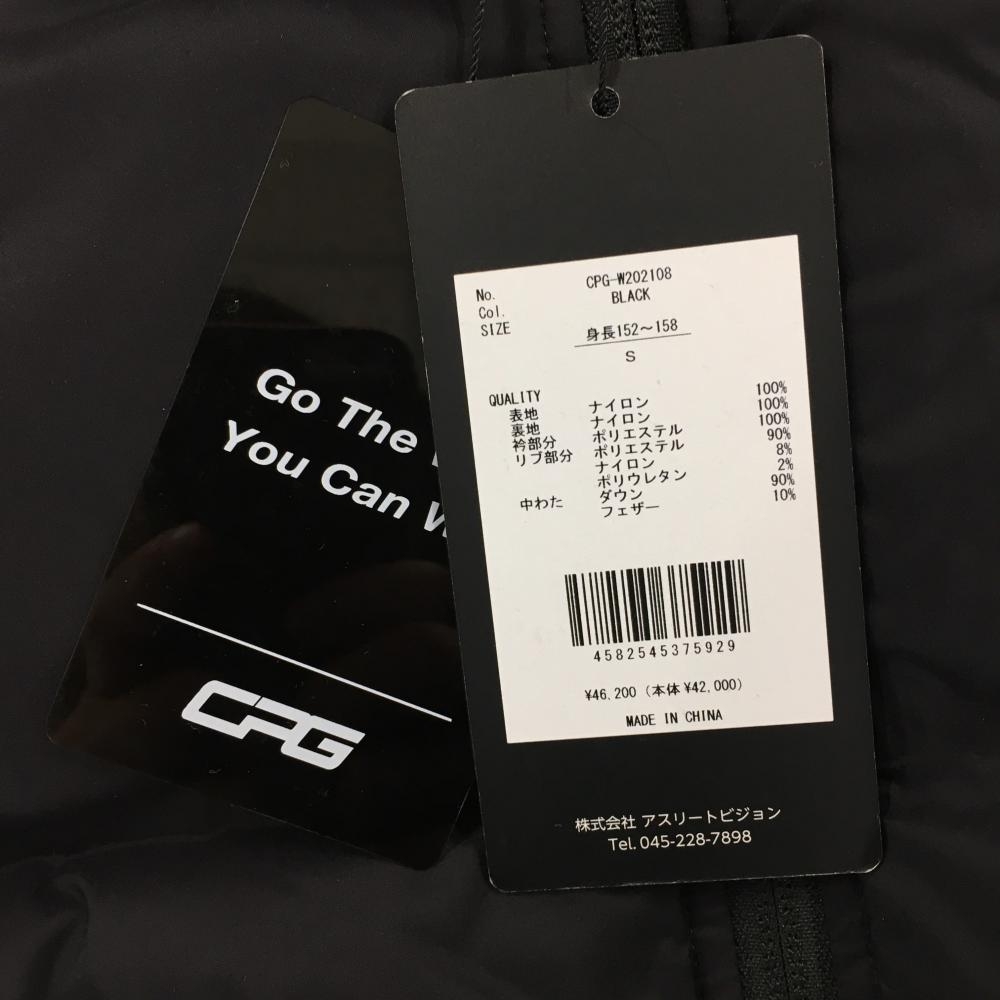 Go The
You Can
CPG
No. CPG-W202108
Col. BLACK
SIZE 身長152～158
S
QUALITY
表地 ナイロン 100%
裏地 ナイロン 100%
衿部分 ポリエステル 100%
リブ部分 ポリエステル 90%
ナイロン 8%
ポリウレタン 2%
中わた ダウン 90%
フェザー 10%
4582545375929
¥46,200 (本体 ¥42,000)
MADE IN CHINA
株式会社 アスリートビジョン
Tel. 045-228-7898